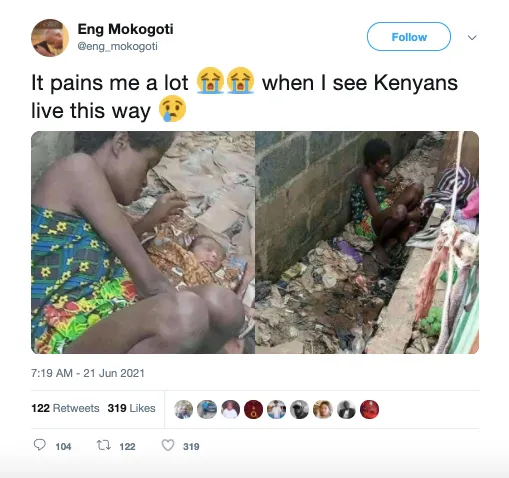 Eng Mokogoti
@eng_mokogoti
Follow
It pains me a lot 😭😭 when I see Kenyans
live this way 😢
7:19 AM - 21 Jun 2021
122 Retweets 319 Likes
104 122 319